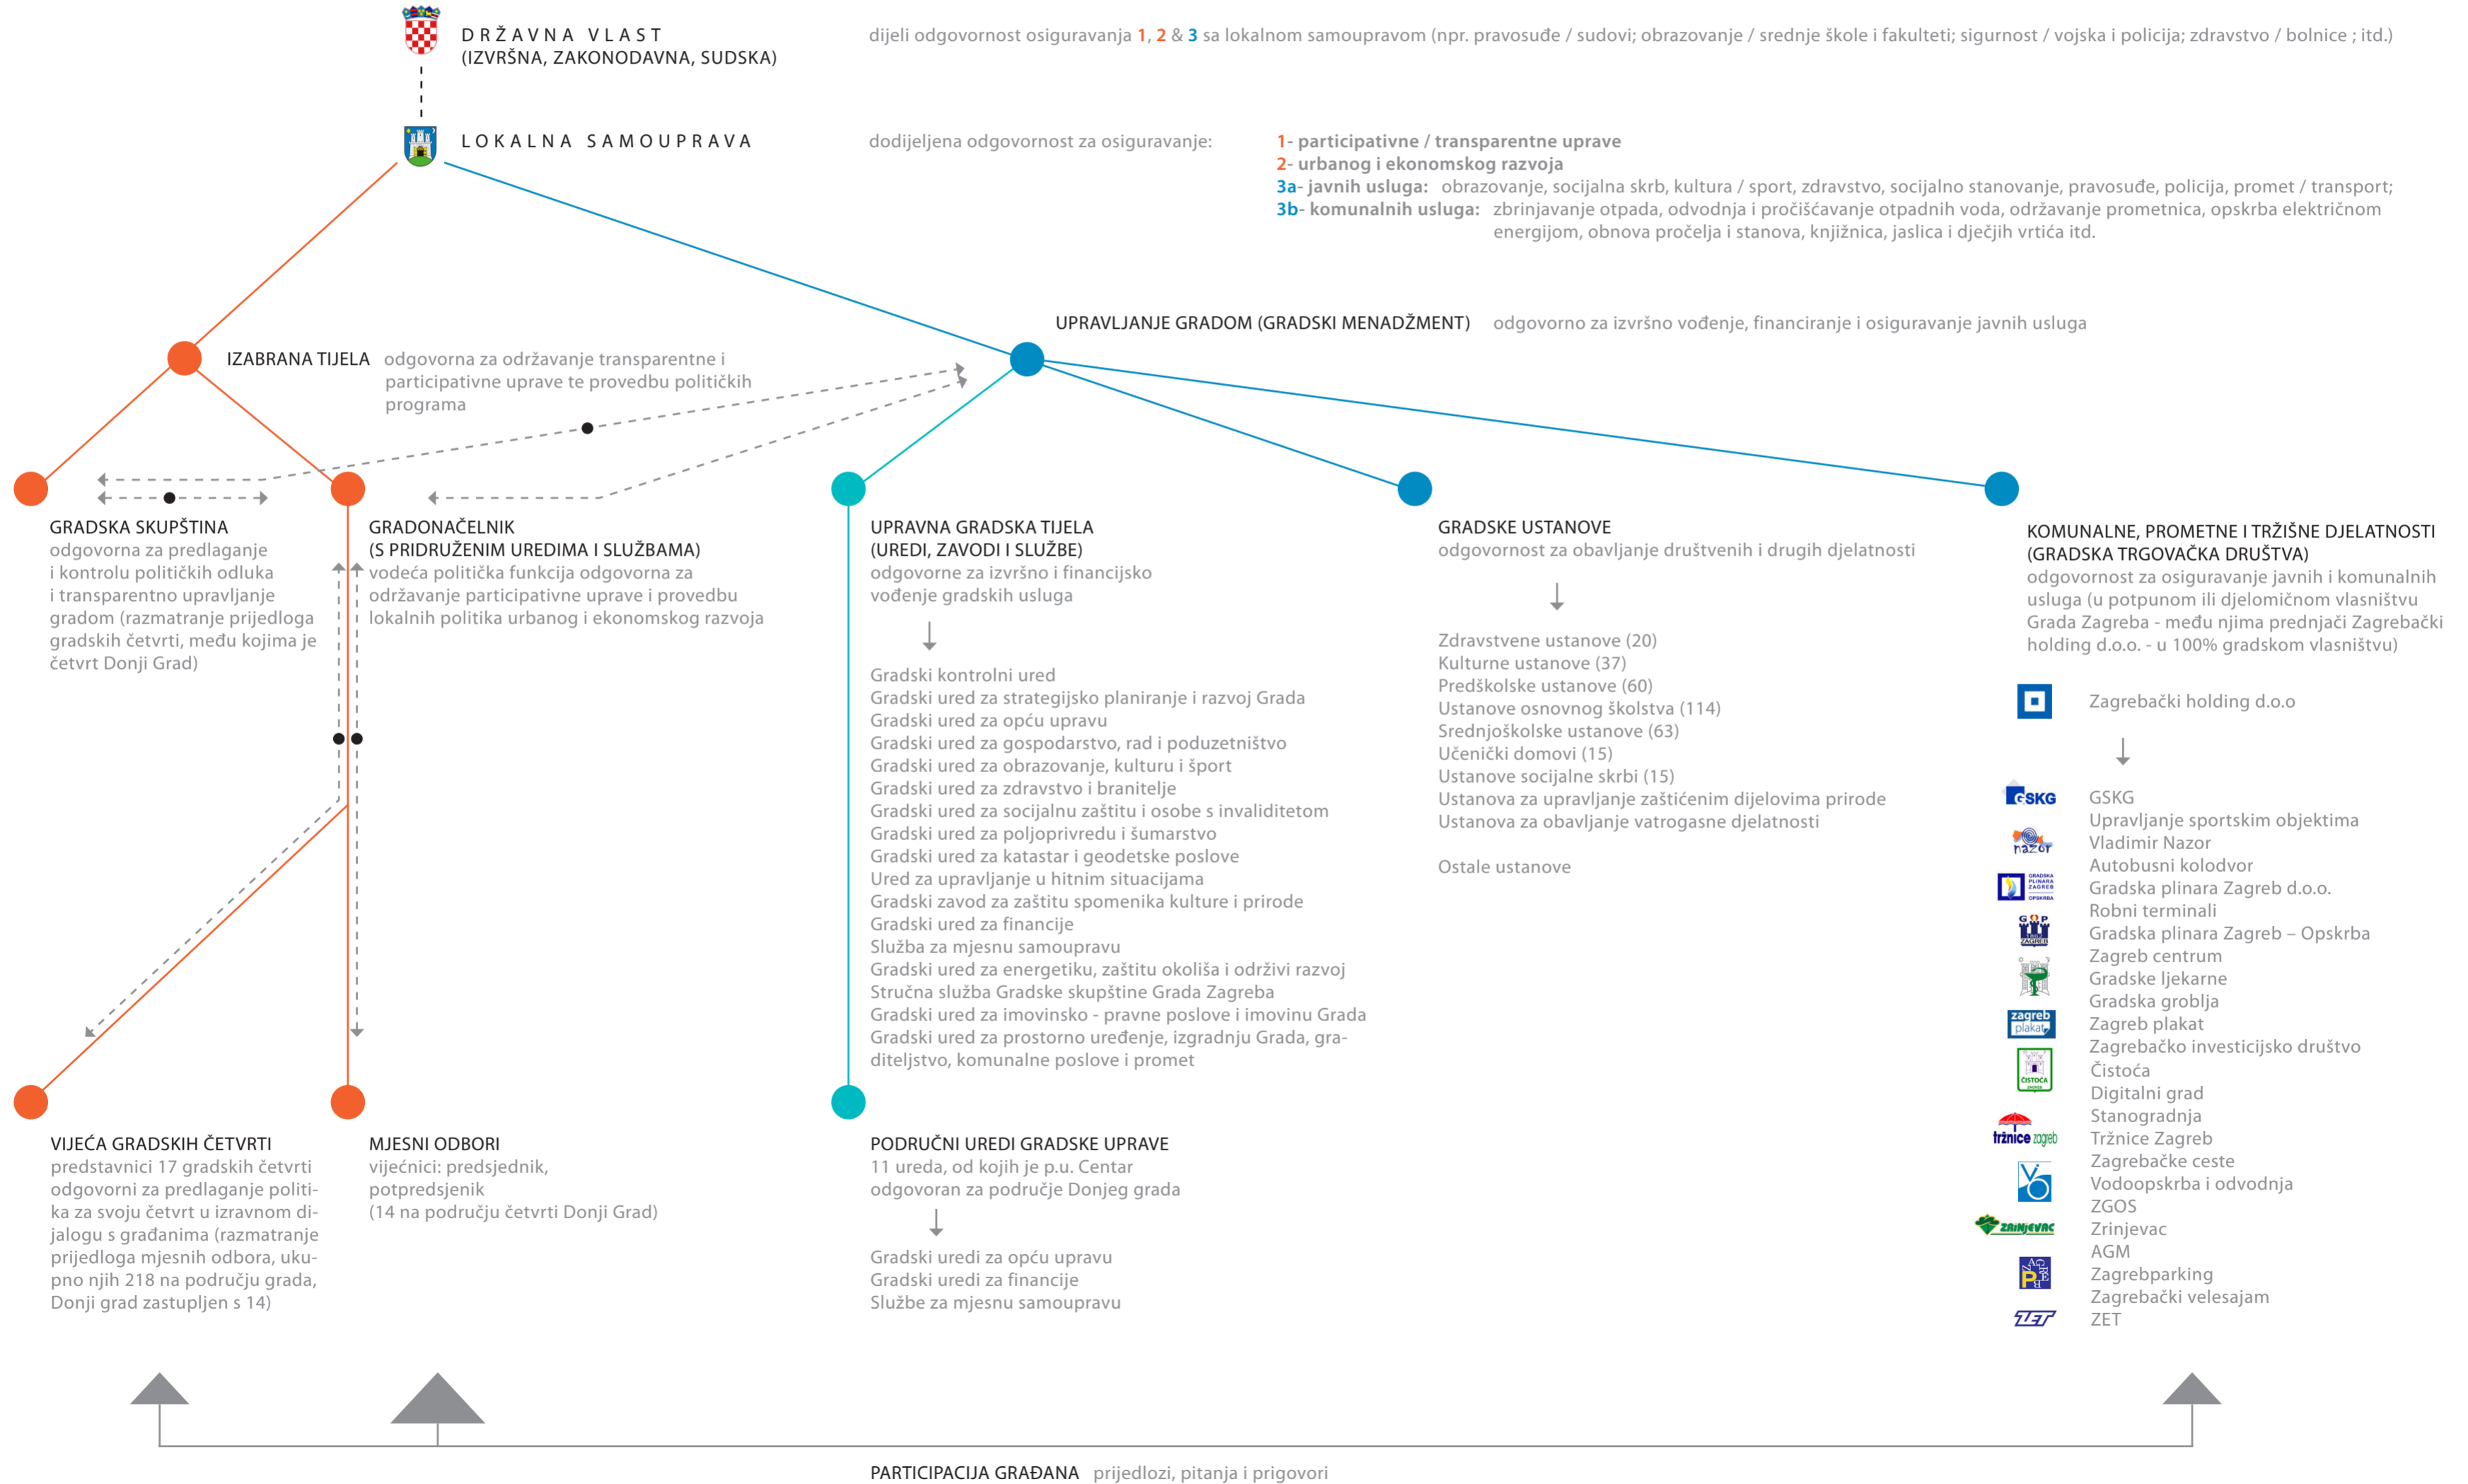 DRŽAVNA VLAST
(IZVRŠNA, ZAKONODAVNA, SUDSKA)
dijeli odgovornost osiguravanja 1, 2 & 3 sa lokalnom samoupravom (npr. pravosuđe / sudovi; obrazovanje / srednje škole i fakulteti; sigurnost / vojska i policija; zdravstvo / bolnice ; itd.)
LOKALNA SAMOUPRAVA
dodijeljena odgovornost za osiguravanje:
1- participativne / transparentne uprave
2- urbanog i ekonomskog razvoja
3a- javnih usluga: obrazovanje, socijalna skrb, kultura / sport, zdravstvo, socijalno stanovanje, pravosuđe, policija, promet / transport;
3b- komunalnih usluga: zbrinjavanje otpada, odvodnja i pročišćavanje otpadnih voda, održavanje prometnica, opskrba električnom
energijom, obnova pročelja i stanova, knjižnica, jaslica i dječjih vrtića itd.
UPRAVLJANJE GRADOM (GRADSKI MENADŽMENT) odgovorno za izvršno vođenje, financiranje i osiguravanje javnih usluga
IZABRANA TIJELA odgovorna za održavanje transparentne i
participativne uprave te provedbu političkih
programa
GRADSKA SKUPŠTINA
odgovorna za predlaganje
i kontrolu političkih odluka
i transparentno upravljanje
gradom (razmatranje prijedloga
gradskih četvrti, među kojima je
četvrt Donji Grad)
GRADONAČELNIK
(S PRIDRUŽENIM UREDIMA I SLUŽBAMA)
vodeća politička funkcija odgovorna za
održavanje participativne uprave i provedbu
lokalnih politika urbanog i ekonomskog razvoja
UPRAVNA GRADSKA TIJELA
(UREDI, ZAVODI I SLUŽBE)
odgovorne za izvršno i financijsko
vođenje gradskih usluga
Gradski kontrolni ured
Gradski ured za strategijsko planiranje i razvoj Grada
Gradski ured za opću upravu
Gradski ured za gospodarstvo, rad i poduzetništvo
Gradski ured za obrazovanje, kulturu i šport
Gradski ured za zdravstvo i branitelje
Gradski ured za socijalnu zaštitu i osobe s invaliditetom
Gradski ured za poljoprivredu i šumarstvo
Gradski ured za katastar i geodetske poslove
Ured za upravljanje u hitnim situacijama
Gradski zavod za zaštitu spomenika kulture i prirode
Gradski ured za financije
Služba za mjesnu samoupravu
Gradski ured za energetiku, zaštitu okoliša i održivi razvoj
Stručna služba Gradske skupštine Grada Zagreba
Gradski ured za imovinsko - pravne poslove i imovinu Grada
Gradski ured za prostorno uređenje, izgradnju Grada, gra-
diteljstvo, komunalne poslove i promet
GRADSKE USTANOVE
odgovornost za obavljanje društvenih i drugih djelatnosti
Zdravstvene ustanove (20)
Kulturne ustanove (37)
Predškolske ustanove (60)
Ustanove osnovnog školstva (114)
Srednjoškolske ustanove (63)
Učenički domovi (15)
Ustanove socijalne skrbi (15)
Ustanova za upravljanje zaštićenim dijelovima prirode
Ustanova za obavljanje vatrogasne djelatnosti
Ostale ustanove
KOMUNALNE, PROMETNE I TRŽIŠNE DJELATNOSTI
(GRADSKA TRGOVAČKA DRUŠTVA)
odgovornost za osiguravanje javnih i komunalnih
usluga (u potpunom ili djelomičnom vlasništvu
Grada Zagreba - među njima prednjači Zagrebački
holding d.o.o. - u 100% gradskom vlasništvu)
Zagrebački holding d.o.o
GSKG
nazor
GRADSKA
PLINARA
ZAGREB
OPSKRBA
GP
ZAGREB
zagreb
plakat
ČISTOĆA
ZAGREB
tržnice zagreb
VO
ZRINJEVAC
ZAGREB
P
ZET
GSKG
Upravljanje sportskim objektima
Vladimir Nazor
Autobusni kolodvor
Gradska plinara Zagreb d.o.o.
Robni terminali
Gradska plinara Zagreb – Opskrba
Zagreb centrum
Gradske ljekarne
Gradska groblja
Zagreb plakat
Zagrebačko investicijsko društvo
Čistoća
Digitalni grad
Stanogradnja
Tržnice Zagreb
Zagrebačke ceste
Vodoopskrba i odvodnja
ZGOS
Zrinjevac
AGM
Zagrebparking
Zagrebački velesajam
ZET
VIJEĆA GRADSKIH ČETVRTI
predstavnici 17 gradskih četvrti
odgovorni za predlaganje politi-
ka za svoju četvrt u izravnom di-
jalogu s građanima (razmatranje
prijedloga mjesnih odbora, uku-
pno njih 218 na području grada,
Donji grad zastupljen s 14)
MJESNI ODBORI
vijećnici: predsjednik,
potpredsjenik
(14 na području četvrti Donji Grad)
PODRUČNI UREDI GRADSKE UPRAVE
11 ureda, od kojih je p.u. Centar
odgovoran za područje Donjeg grada
Gradski uredi za opću upravu
Gradski uredi za financije
Službe za mjesnu samoupravu
PARTICIPACIJA GRAĐANA prijedlozi, pitanja i prigovori